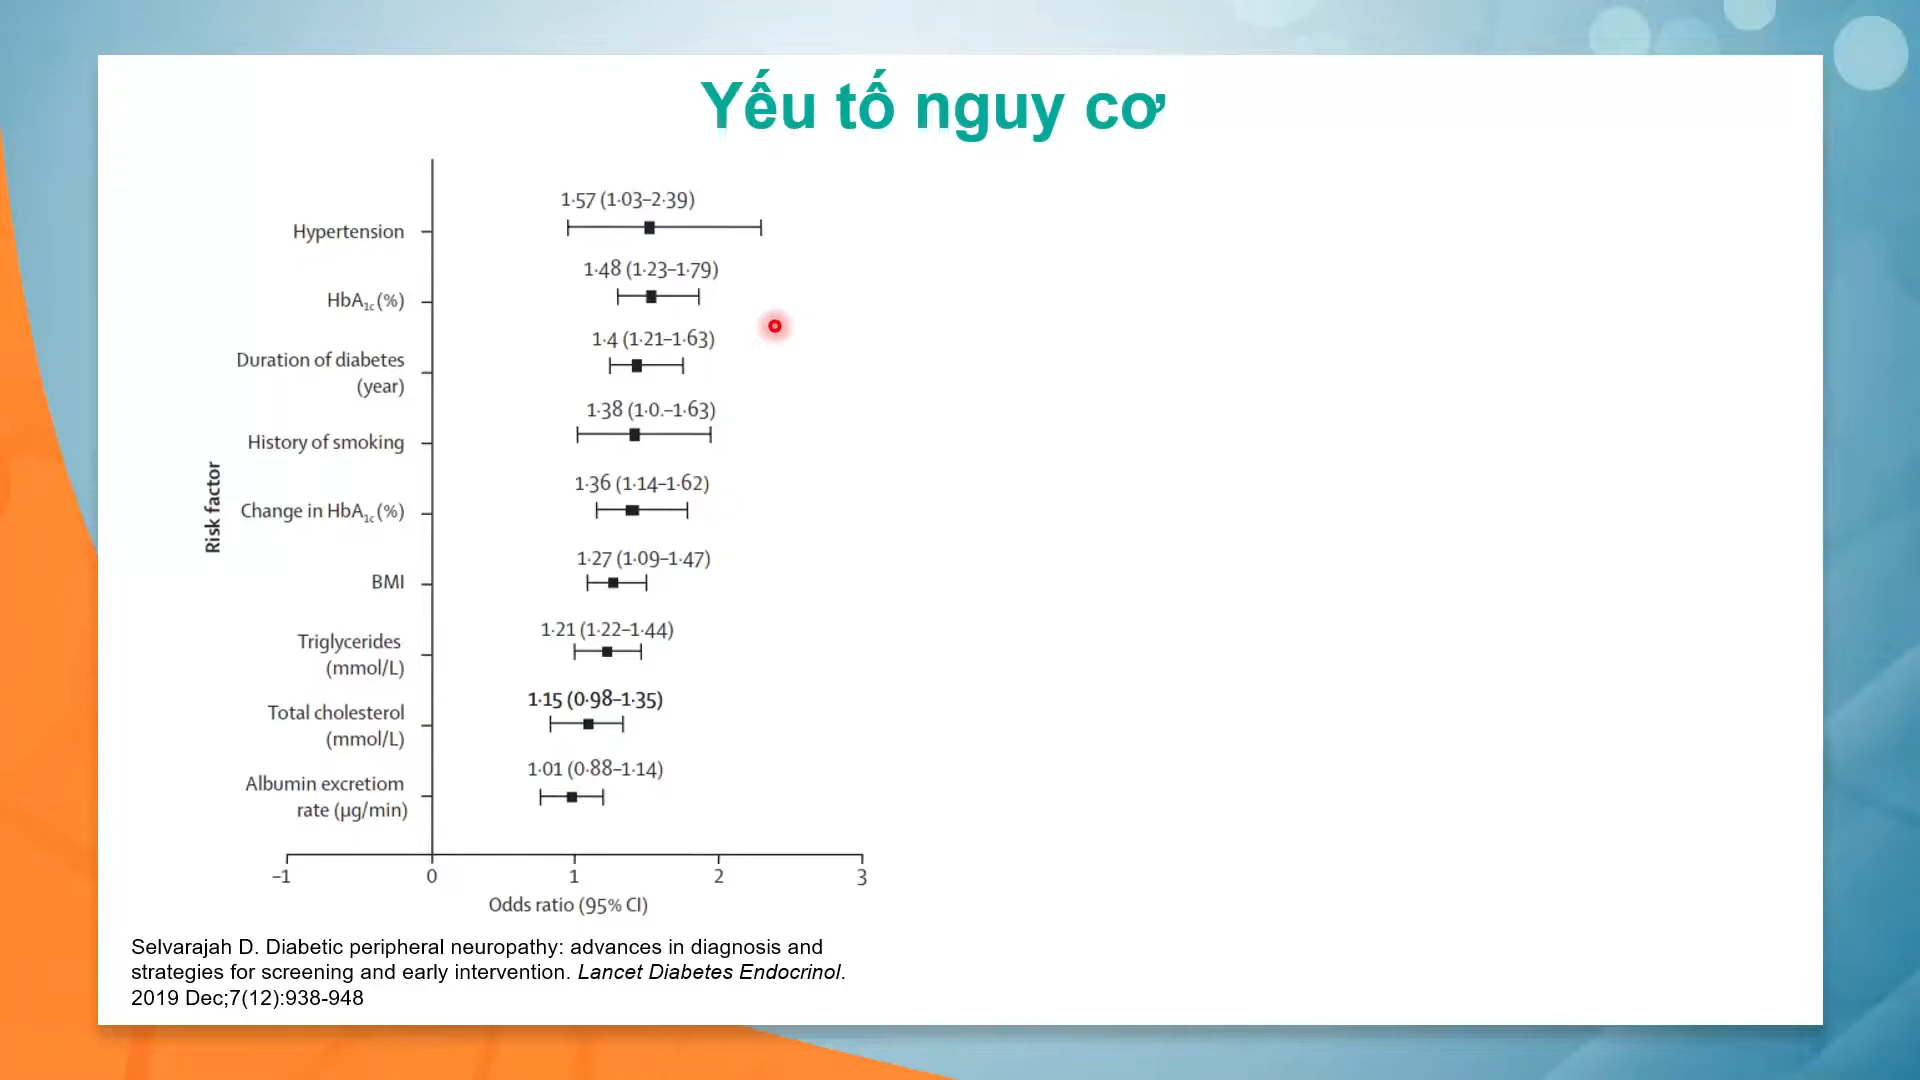 Yếu tố nguy cơ
1·57 (1·03–2·39)
Hypertension
1·48 (1·23–1·79)
HbA1c (%)
1·4 (1·21–1·63)
Duration of diabetes
(year)
1·38 (1·0.–1·63)
History of smoking
Risk factor
1·36 (1·14–1·62)
Change in HbA1c (%)
1·27 (1·09–1·47)
BMI
1·21 (1·22–1·44)
Triglycerides
(mmol/L)
1·15 (0·98–1·35)
Total cholesterol
(mmol/L)
1·01 (0·88–1·14)
Albumin excretiom
rate (µg/min)
–1 0 1 2 3
Odds ratio (95% CI)
Selvarajah D. Diabetic peripheral neuropathy: advances in diagnosis and
strategies for screening and early intervention. Lancet Diabetes Endocrinol.
2019 Dec;7(12):938-948